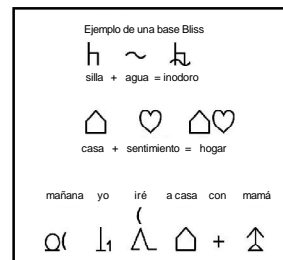 Ejemplo de una base Bliss
silla + agua = inodoro
casa + sentimiento = hogar
mañana yo iré a casa con mamá